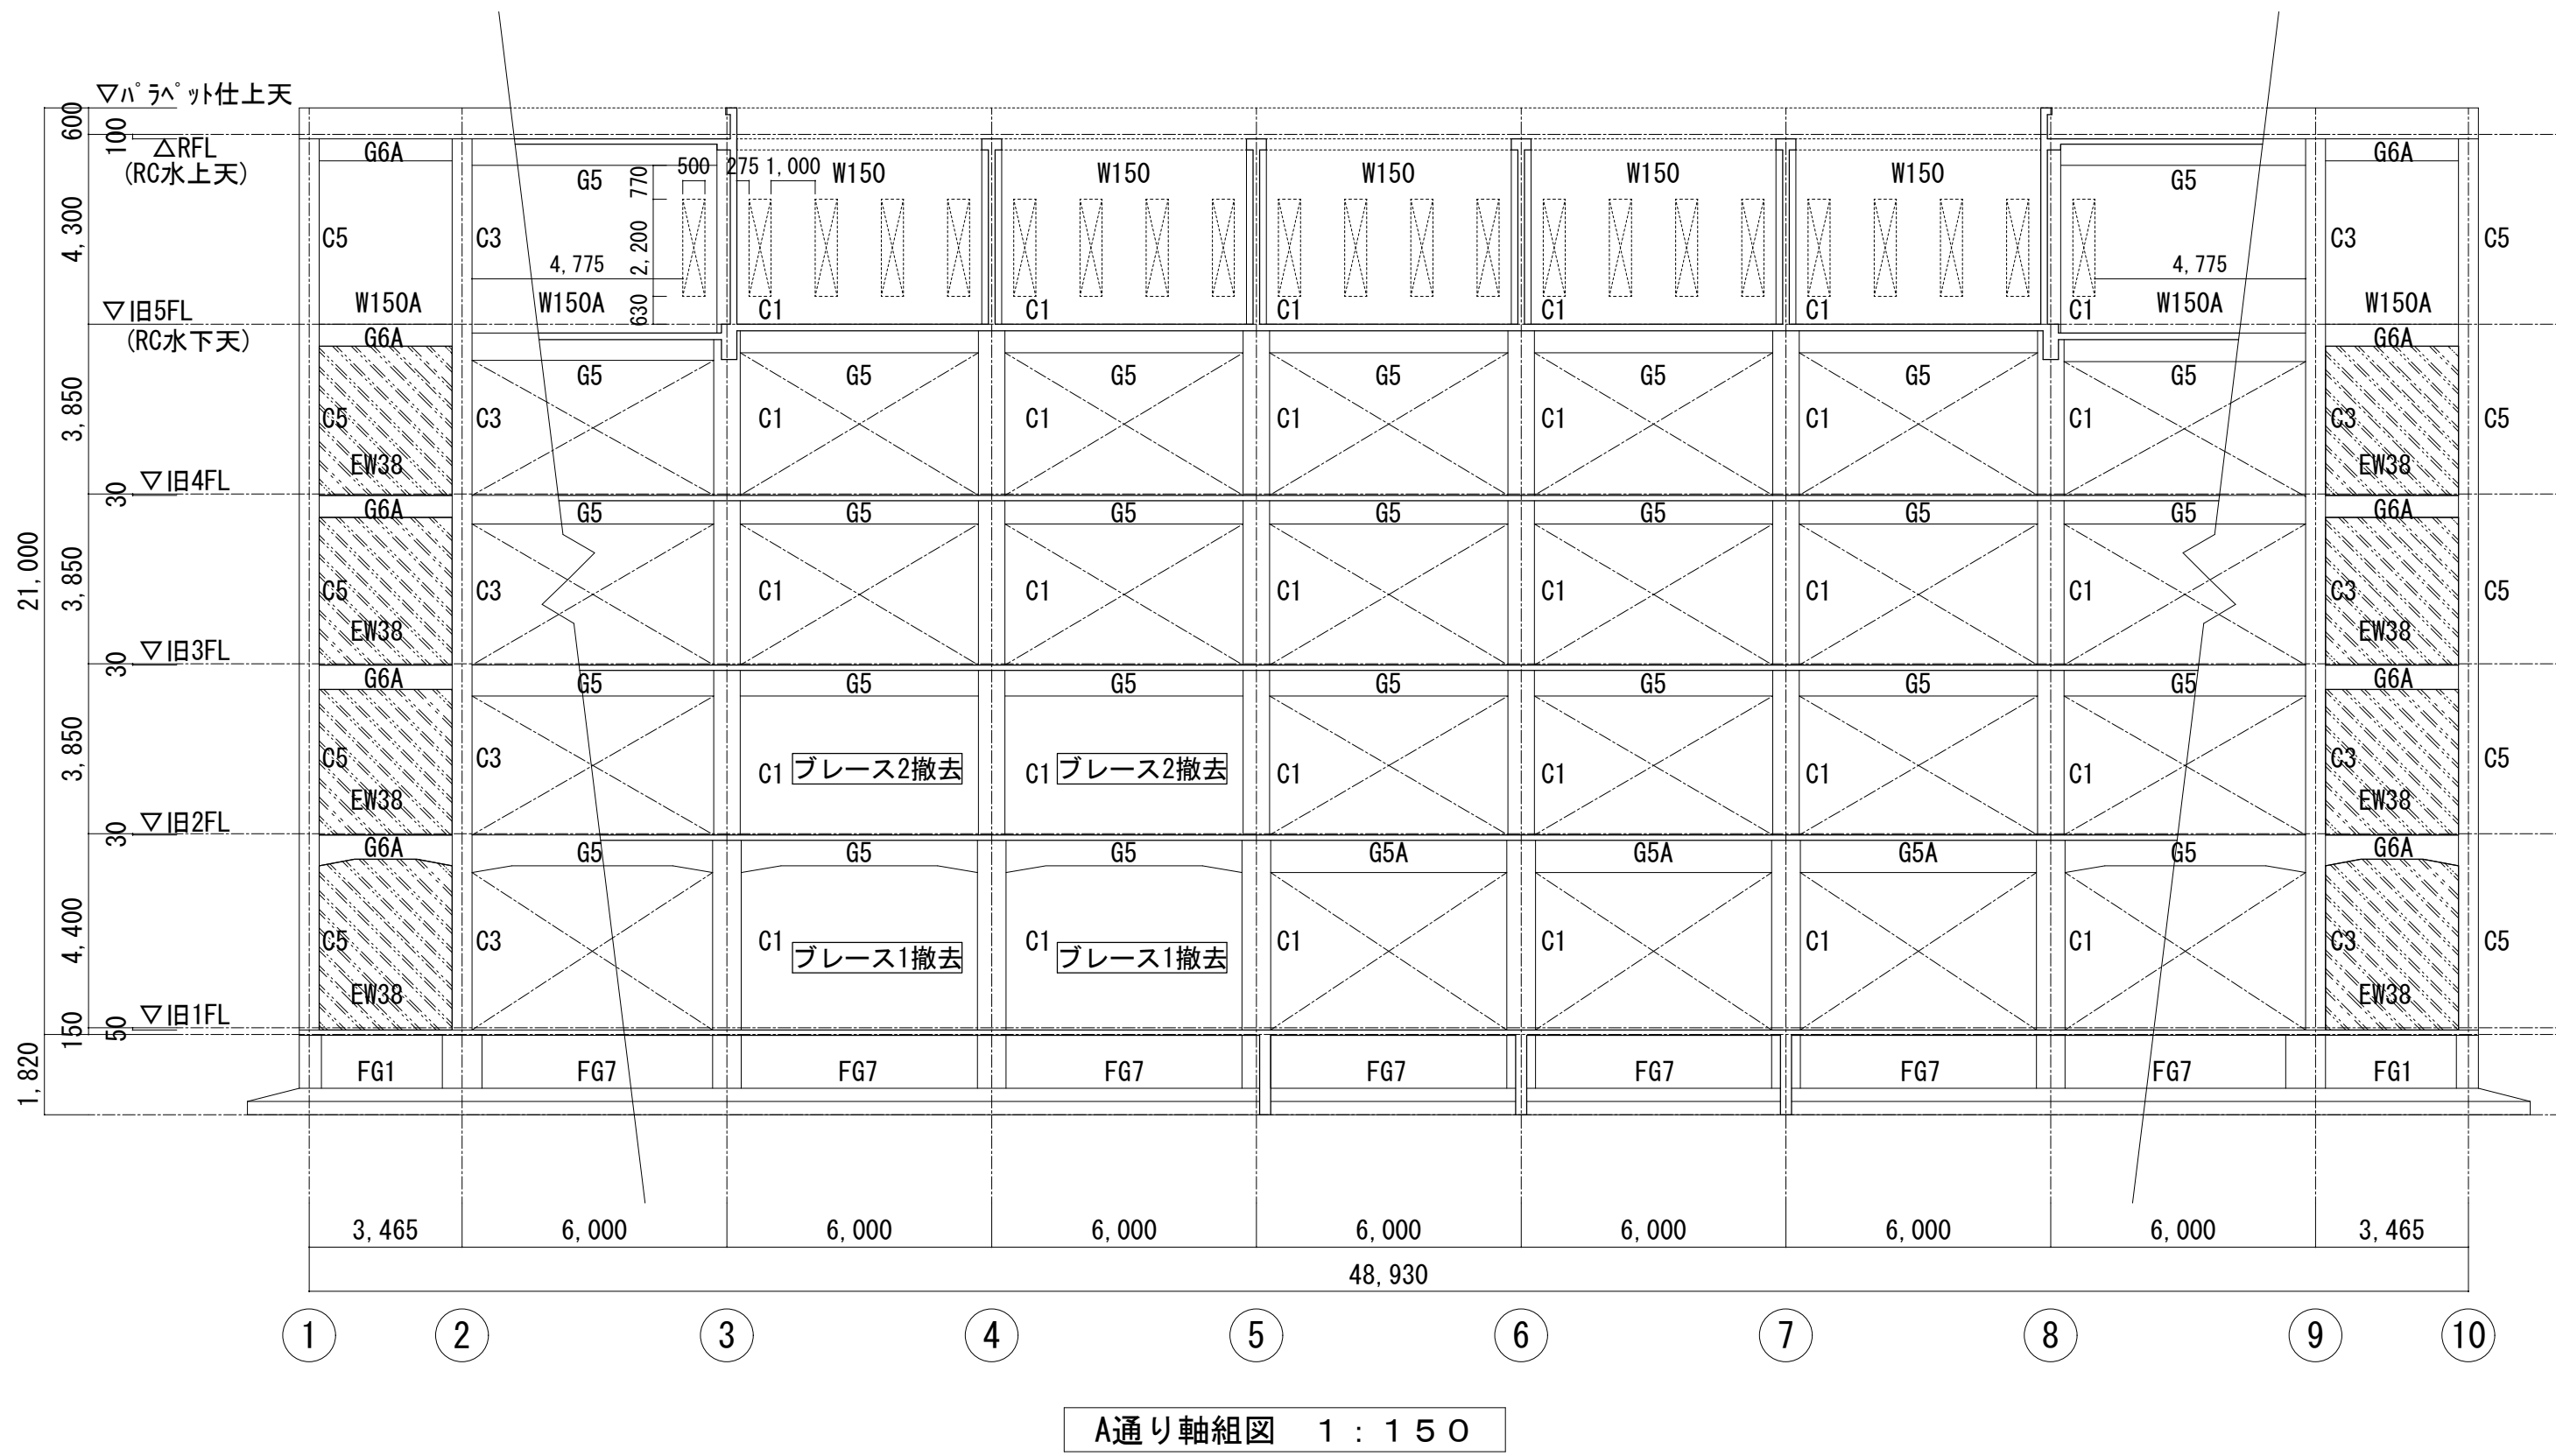 ▽ﾊﾟﾗﾍﾟｯﾄ仕上天
600
100
△RFL
(RC水上天)
G6A
G5
500
275
1,000
770
W150
W150
W150
W150
W150
G5
G6A
4,300
C5
C3
4,775
2,200
630
4,775
C3
C5
▽旧5FL
(RC水下天)
W150A
W150A
C1
C1
C1
C1
C1
C1
W150A
W150A
G6A
G6A
3,850
G5
G5
G5
G5
G5
G5
G5
C5
C3
C1
C1
C1
C1
C1
C1
C3
C5
EW38
EW38
▽旧4FL
30
G6A
G5
G5
G5
G5
G5
G5
G5
G6A
21,000
3,850
C5
C3
C1
C1
C1
C1
C1
C1
C3
C5
EW38
EW38
▽旧3FL
30
G6A
G5
G5
G5
G5
G5
G5
G5
G6A
3,850
C5
C3
C1
ブレース2撤去
C1
ブレース2撤去
C1
C1
C1
C1
C3
C5
EW38
EW38
▽旧2FL
30
G6A
G5
G5
G5
G5A
G5A
G5A
G5
G6A
4,400
C5
C3
C1
ブレース1撤去
C1
ブレース1撤去
C1
C1
C1
C1
C3
C5
EW38
EW38
▽旧1FL
150
50
1,820
FG1
FG7
FG7
FG7
FG7
FG7
FG7
FG7
FG1
3,465
6,000
6,000
6,000
6,000
6,000
6,000
6,000
3,465
48,930
1
2
3
4
5
6
7
8
9
10
A通り軸組図　１：１５０